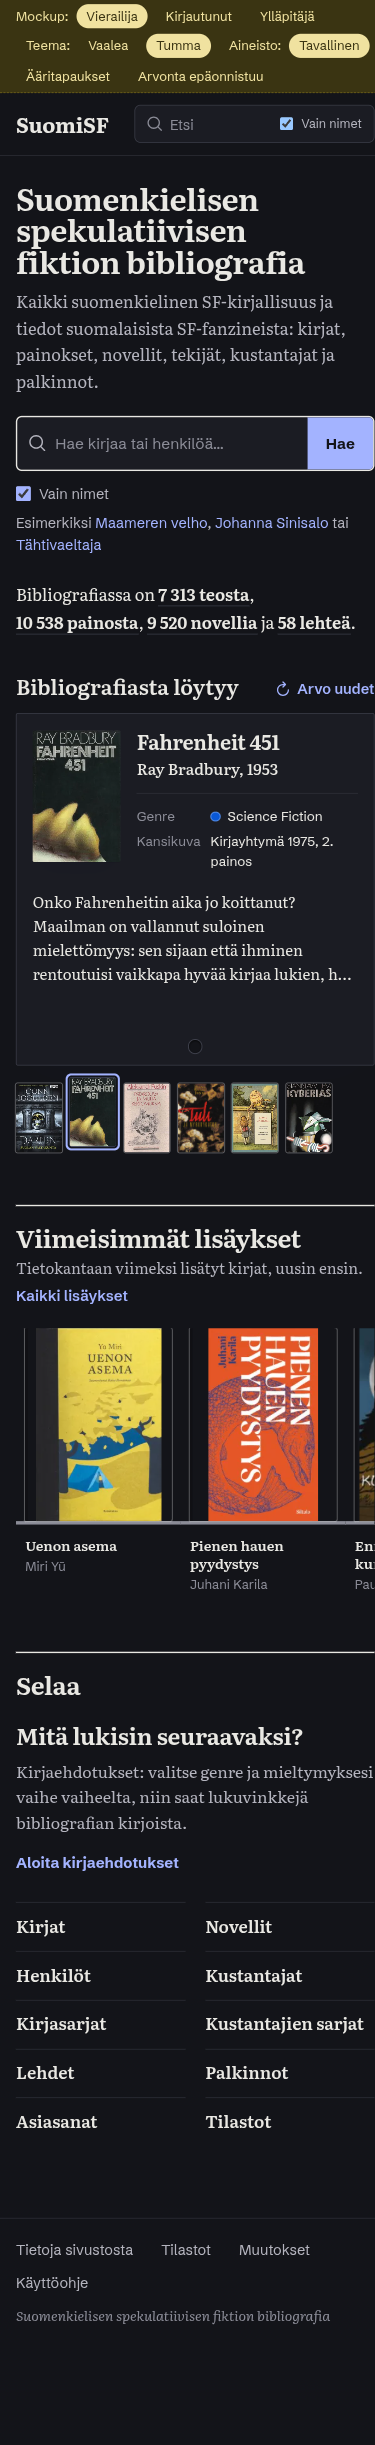 Mockup: Vierailija Kirjautunut Ylläpitäjä
Teema: Vaalea Tumma Aineisto: Tavallinen
Ääritapaukset Arvonta epäonnistuu
SuomiSF Etsi Vain nimet
Suomenkielisen
spekulatiivisen
fiktion bibliografia
Kaikki suomenkielinen SF-kirjallisuus ja
tiedot suomalaisista SF-fanzineista: kirjat,
painokset, novellit, tekijät, kustantajat ja
palkinnot.
Hae kirjaa tai henkilöä... Hae
Vain nimet
Esimerkiksi Maameren velho, Johanna Sinisalo tai
Tähtivaeltaja
Bibliografiassa on 7 313 teosta,
10 538 painosta, 9 520 novellia ja 58 lehteä.
Bibliografiasta löytyy Arvo uudet
RAY BRADBURY
FAHRENHEIT
451
Fahrenheit 451
Ray Bradbury, 1953
Genre Science Fiction
Kansikuva Kirjayhtymä 1975, 2.
painos
Onko Fahrenheitin aika jo koittanut?
Maailman on vallannut suloinen
mielettömyys: sen sijaan että ihminen
rentoutuisi vaikkapa hyvää kirjaa lukien, h...
RAY BRADBURY
FAHRENHEIT
451
Tuli
KYBERIAS
Viimeisimmät lisäykset
Tietokantaan viimeksi lisätyt kirjat, uusin ensin.
Kaikki lisäykset
Yu Miri
UENON
ASEMA
Juhani
Karila
PIENEN
HAUEN
PYYDYSTYS
Uenon asema
Miri Yū
Pienen hauen
pyydystys
Juhani Karila
Selaa
Mitä lukisin seuraavaksi?
Kirjaehdotukset: valitse genre ja mieltymyksesi
vaihe vaiheelta, niin saat lukuvinkkejä
bibliografian kirjoista.
Aloita kirjaehdotukset
Kirjat Novellit
Henkilöt Kustantajat
Kirjasarjat Kustantajien sarjat
Lehdet Palkinnot
Asiasanat Tilastot
Tietoja sivustosta Tilastot Muutokset
Käyttöohje
Suomenkielisen spekulatiivisen fiktion bibliografia